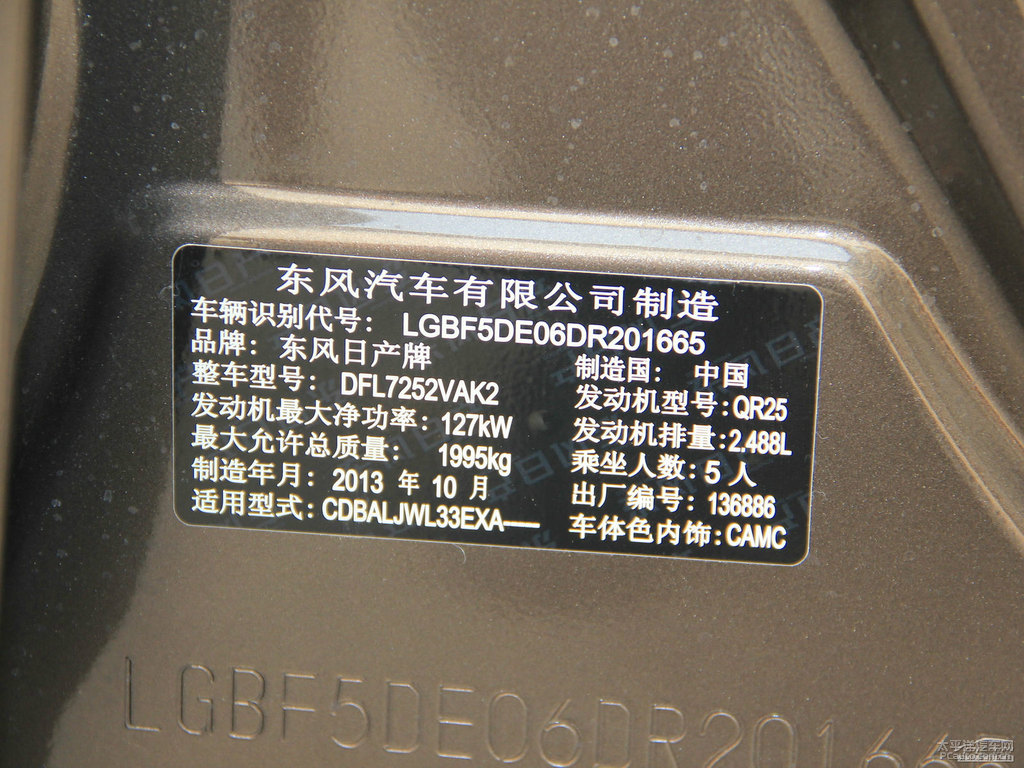 东风汽车有限公司制造
车辆识别代号: LGBF5DE06DR201665
品牌: 东风日产牌 制造国: 中国
整车型号: DFL7252VAK2 发动机型号:QR25
发动机最大净功率: 127kW 发动机排量:2.488L
最大允许总质量: 1995kg 乘坐人数:5人
制造年月: 2013 年 10 月 出厂编号: 136886
适用型式: CDBALJWL33EXA—— 车体色内饰:CAMC
LGBF5DE06DR20166
太平洋汽车网
PCauto.com.cn